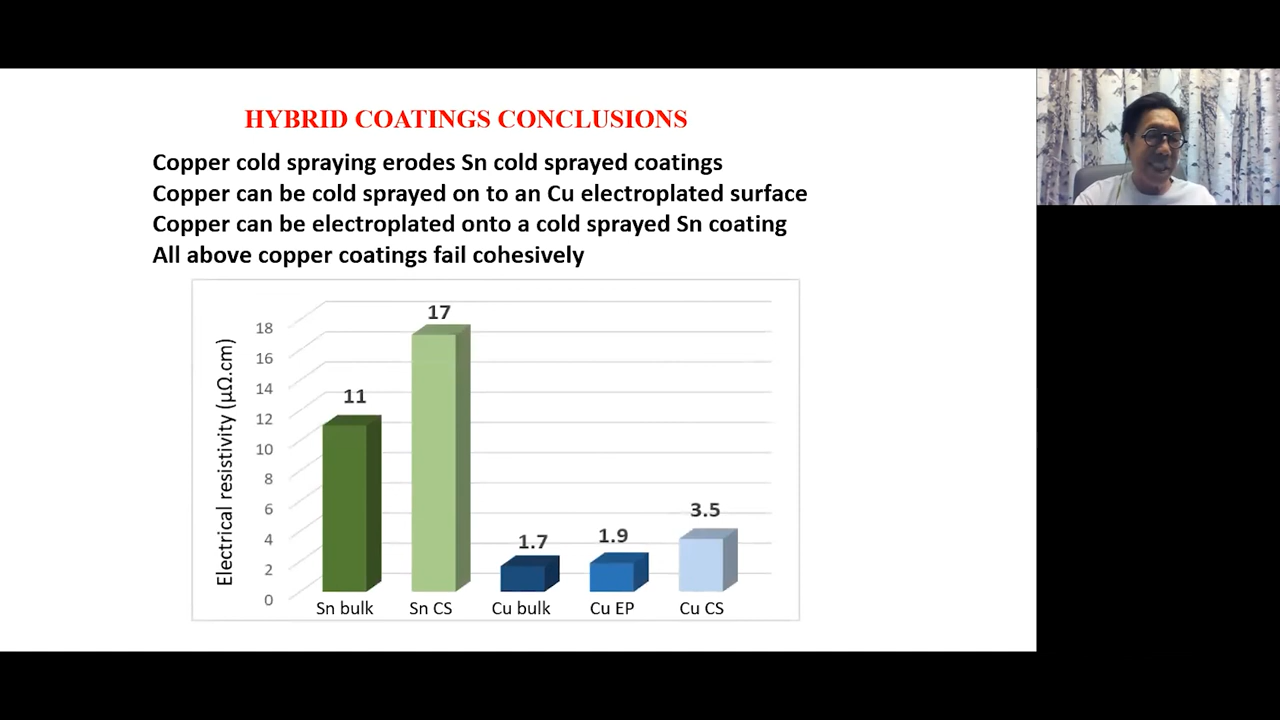 HYBRID COATINGS CONCLUSIONS
Copper cold spraying erodes Sn cold sprayed coatings
Copper can be cold sprayed on to an Cu electroplated surface
Copper can be electroplated onto a cold sprayed Sn coating
All above copper coatings fail cohesively
Electrical resistivity (μΩ.cm)
18
16
14
12
10
8
6
4
2
0
11
17
1.7
1.9
3.5
Sn bulk
Sn CS
Cu bulk
Cu EP
Cu CS